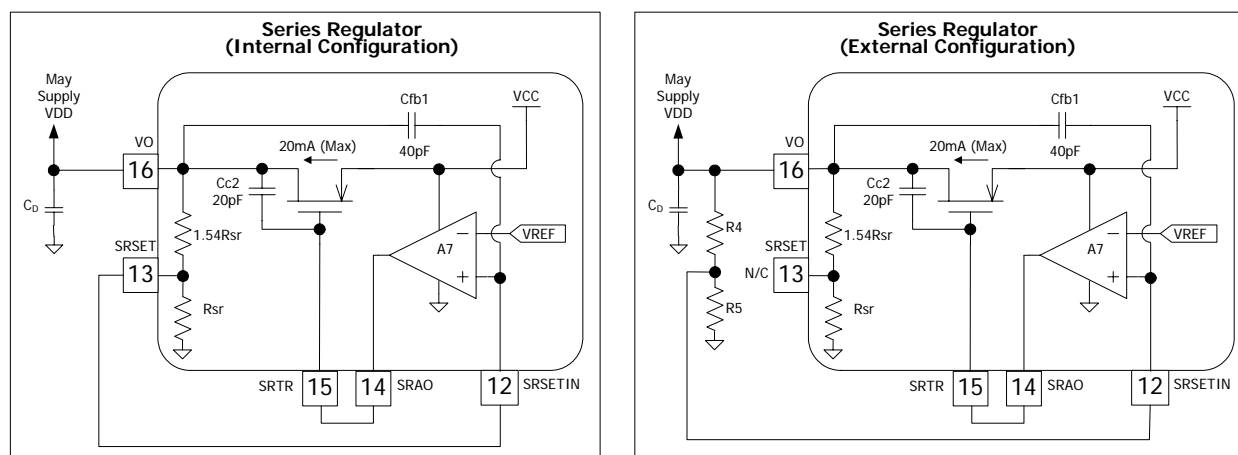 Series Regulator
(Internal Configuration)
May
Supply
VDD
VO
16
C_D
SRSET
13
1.54Rsr
Rsr
Cc2
20pF
20mA (Max)
Cfb1
40pF
VCC
A7
−
+
VREF
SRTR
15
14
SRAO
12
SRSETIN
Series Regulator
(External Configuration)
May
Supply
VDD
VO
16
C_D
R4
R5
SRSET
N/C
13
1.54Rsr
Rsr
Cc2
20pF
20mA (Max)
Cfb1
40pF
VCC
A7
−
+
VREF
SRTR
15
14
SRAO
12
SRSETIN